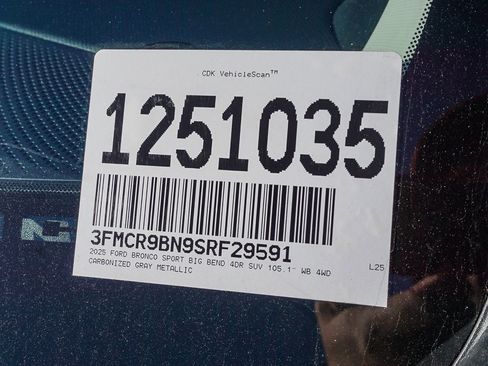 CDK VehicleScan™
1251035
3FMCR9BN9SRF29591
2025 FORD BRONCO SPORT BIG BEND 4DR SUV 105.1" WB 4WD
CARBONIZED GRAY METALLIC
L25